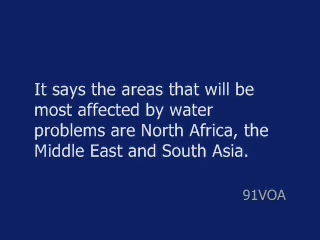 It says the areas that will be
most affected by water
problems are North Africa, the
Middle East and South Asia.
91VOA